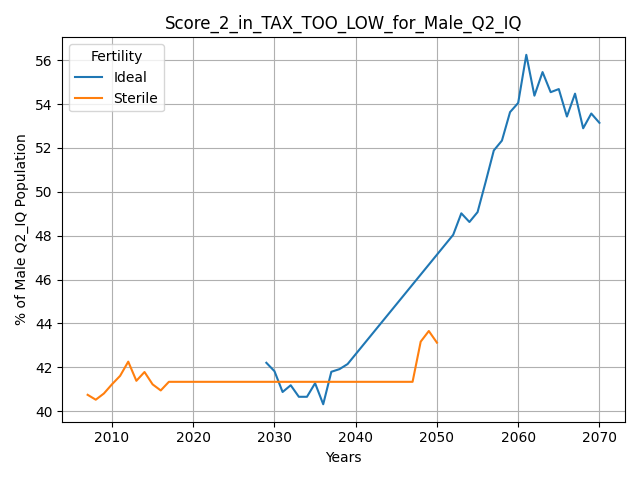 Score_2_in_TAX_TOO_LOW_for_Male_Q2_IQ
Fertility
Ideal
Sterile
% of Male Q2_IQ Population
56
54
52
50
48
46
44
42
40
2010
2020
2030
2040
2050
2060
2070
Years